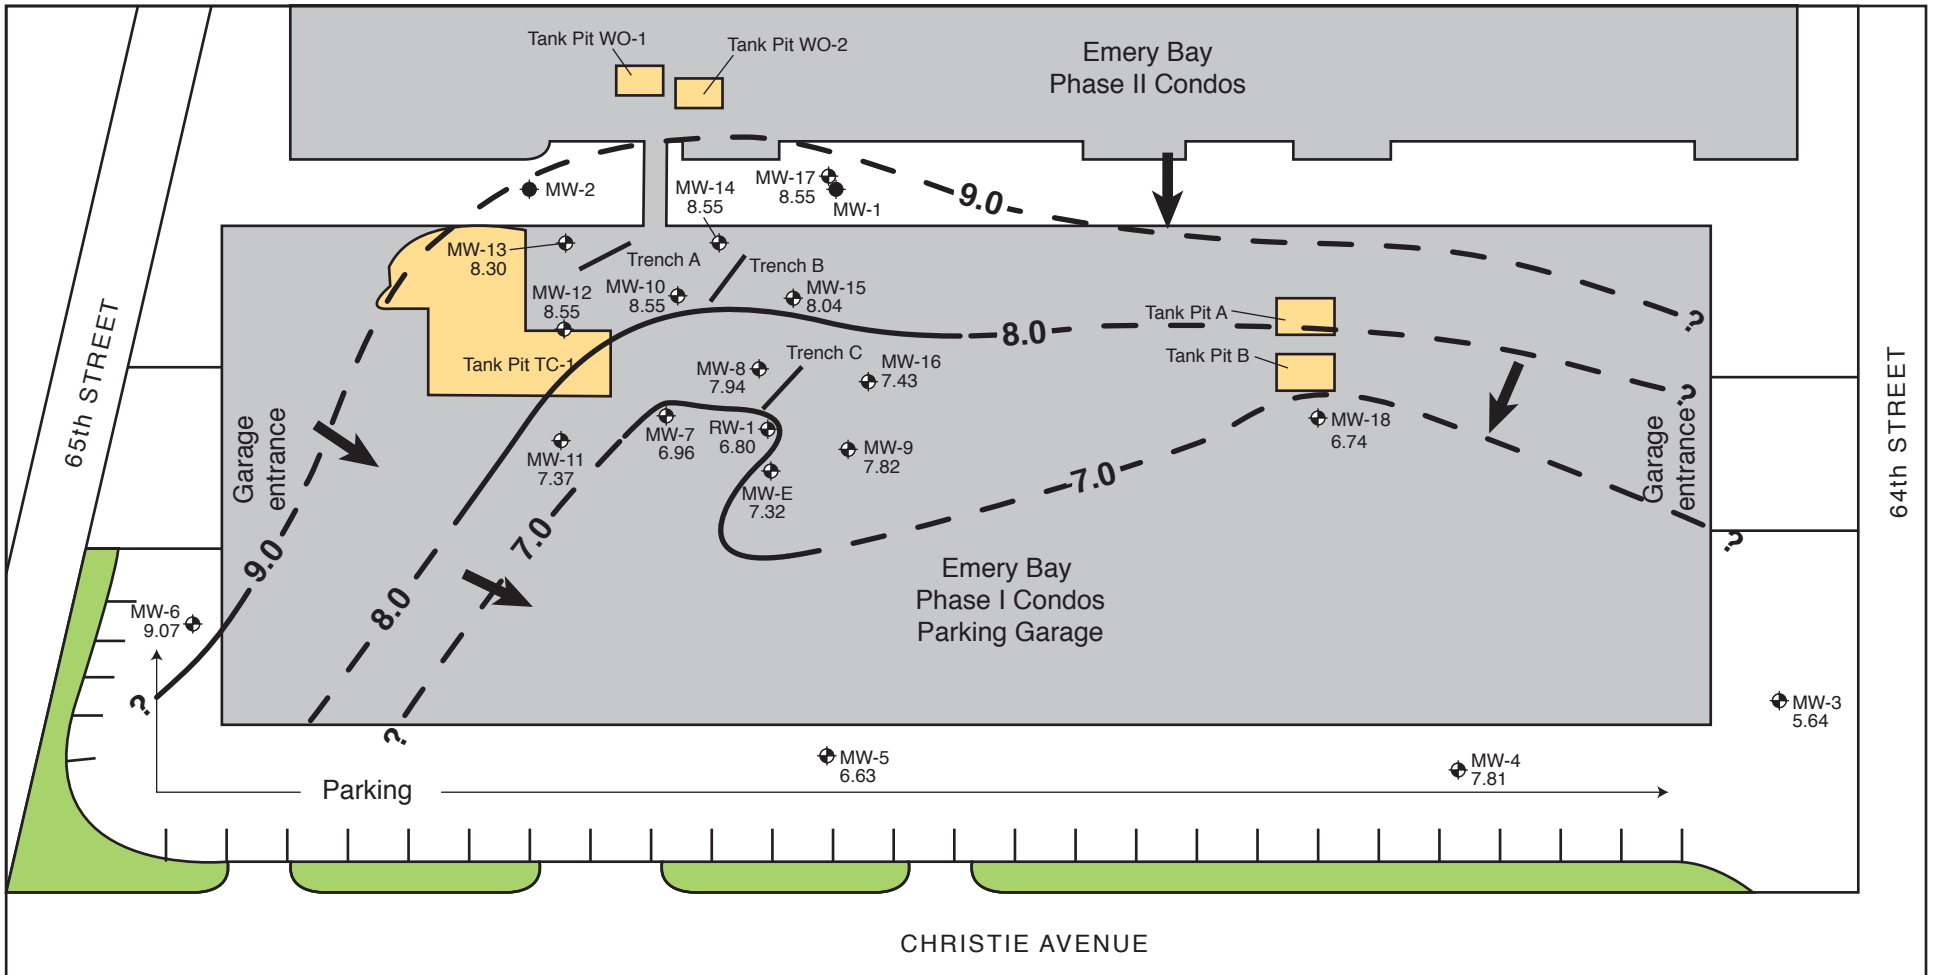 Tank Pit WO-1
Tank Pit WO-2
Emery Bay
Phase II Condos
MW-2
MW-14
8.55
MW-17
8.55
MW-1
9.0
MW-13
8.30
Trench A
Trench B
MW-12
8.55
MW-10
8.55
MW-15
8.04
Tank Pit A
8.0
?
Tank Pit TC-1
MW-8
7.94
Trench C
MW-16
7.43
Tank Pit B
?
65th STREET
64th STREET
Garage
entrance
MW-7
6.96
RW-1
6.80
MW-18
6.74
Garage
entrance
MW-11
7.37
MW-9
7.82
MW-E
7.32
7.0
7.0
?
9.0
8.0
Emery Bay
Phase I Condos
Parking Garage
MW-6
9.07
?
?
MW-3
5.64
MW-5
6.63
MW-4
7.81
Parking
CHRISTIE AVENUE